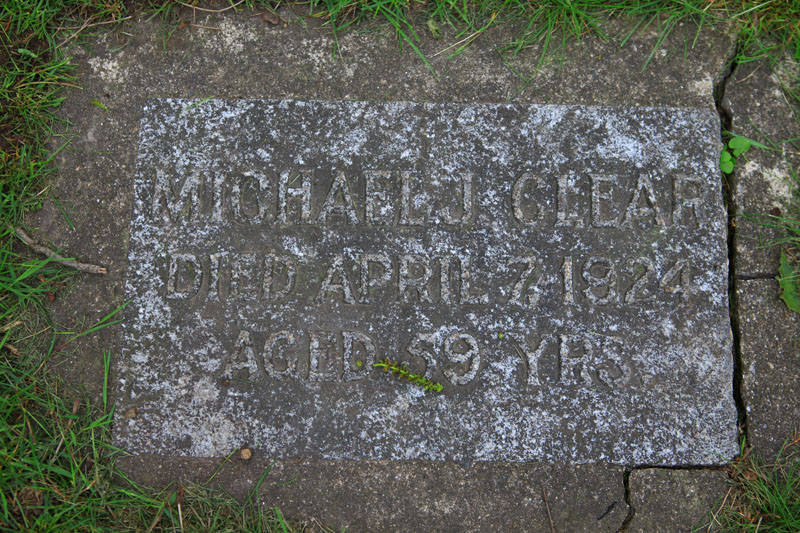 MICHAEL J. CLEAR
DIED APRIL 7, 1924
AGED 59 YRS.